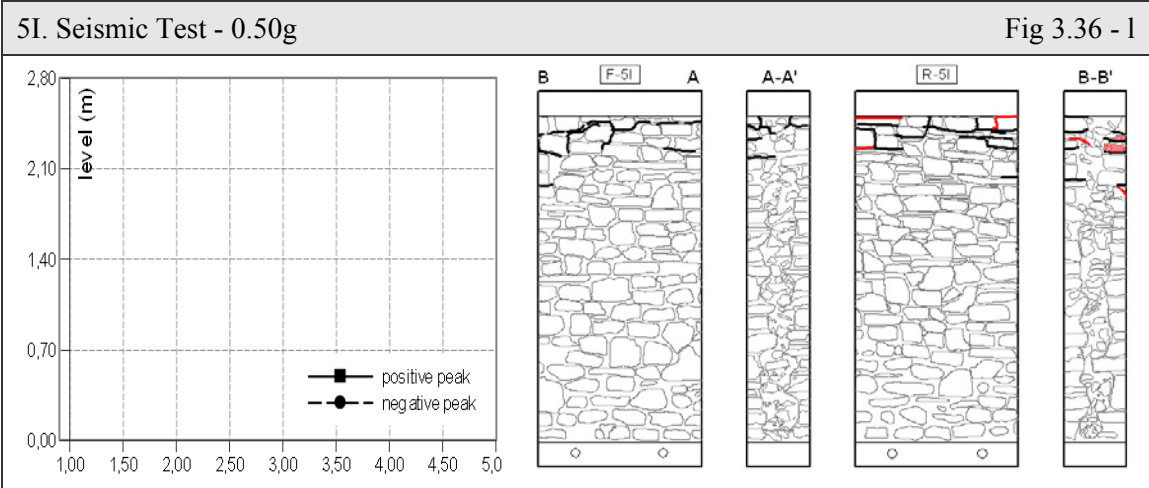 5I. Seismic Test - 0.50g Fig 3.36 - l
2,80
2,10
1,40
0,70
0,00
level (m)
positive peak
negative peak
1,00 1,50 2,00 2,50 3,00 3,50 4,00 4,50 5,0
B F-5I A
A-A'
R-5I
B-B'